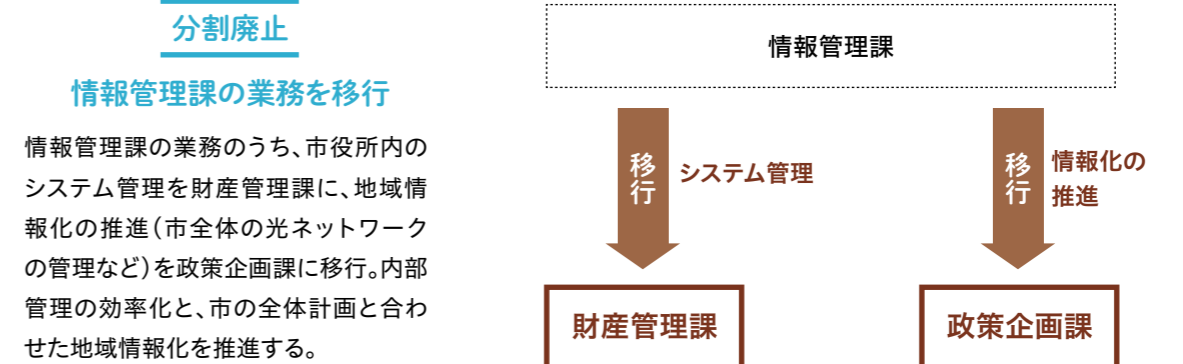 分割廃止
情報管理課の業務を移行
情報管理課の業務のうち、市役所内の
システム管理を財産管理課に、地域情
報化の推進（市全体の光ネットワーク
の管理など）を政策企画課に移行。内部
管理の効率化と、市の全体計画と合わ
せた地域情報化を推進する。
情報管理課
移行
システム管理
移行
情報化の
推進
財産管理課
政策企画課